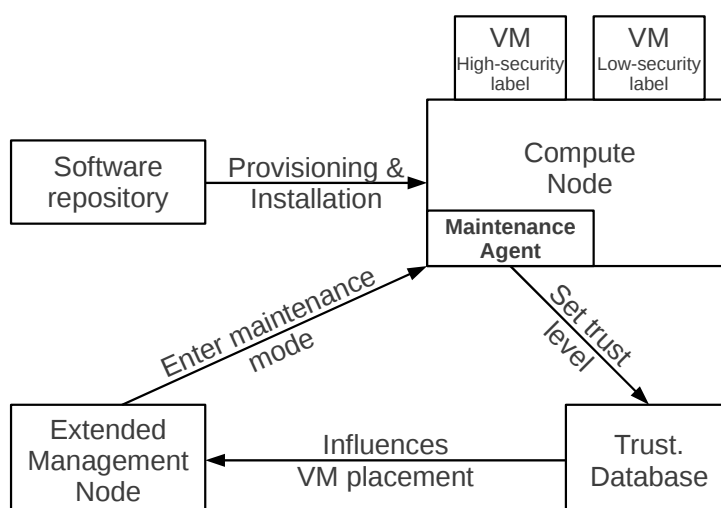 VM
High-security
label
VM
Low-security
label
Software
repository
Provisioning &
Installation
Compute
Node
Maintenance
Agent
Enter maintenance
mode
Set trust
level
Extended
Management
Node
Influences
VM placement
Trust.
Database